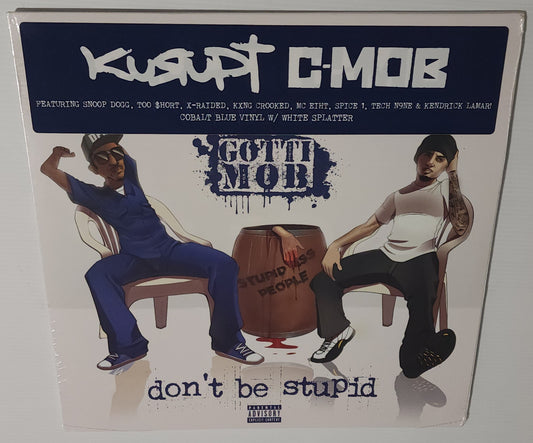 KURUPT C-MOB
FEATURING SNOOP DOGG, TOO $HORT, X-RAIDED, KXNG CROOKED, MC EIHT, SPICE 1, TECH N9NE & KENDRICK LAMAR!
COBALT BLUE VINYL W/ WHITE SPLATTER
GOTTI
MOB
STUPID ASS
PEOPLE
don't be stupid
PARENTAL
ADVISORY
EXPLICIT CONTENT